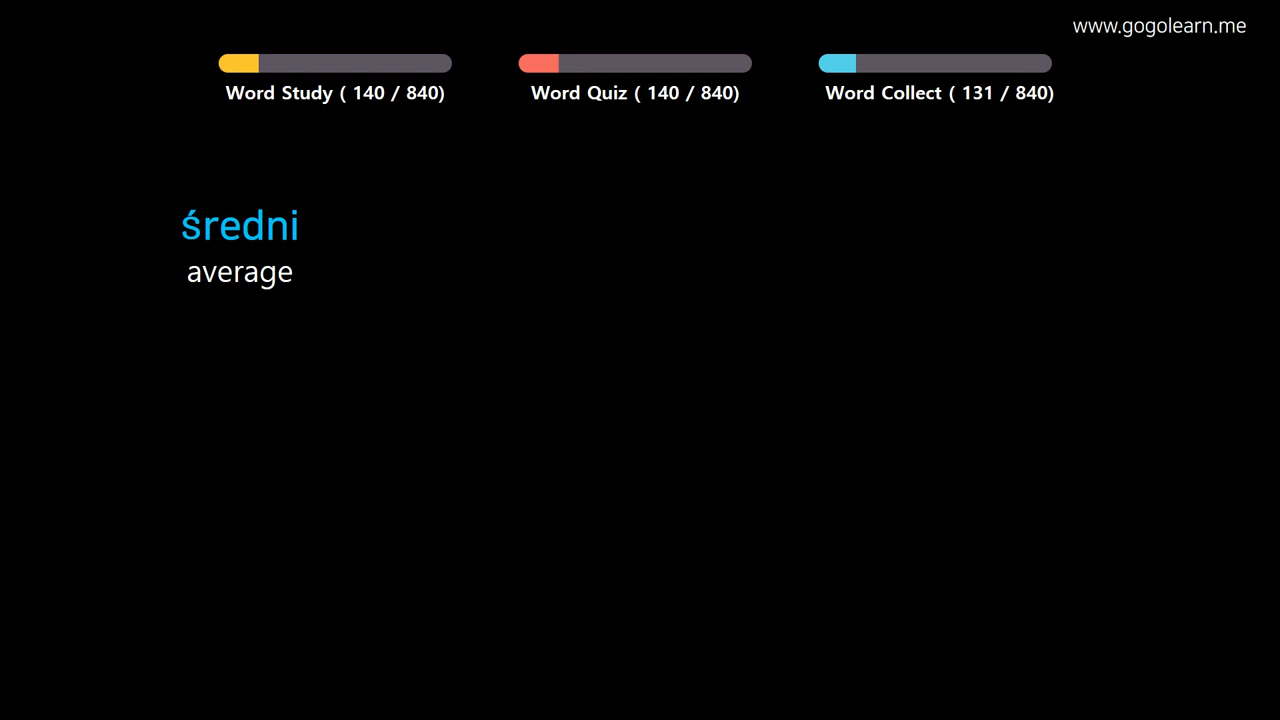 www.gogolearn.me
Word Study ( 140 / 840)
Word Quiz ( 140 / 840)
Word Collect ( 131 / 840)
średni
average